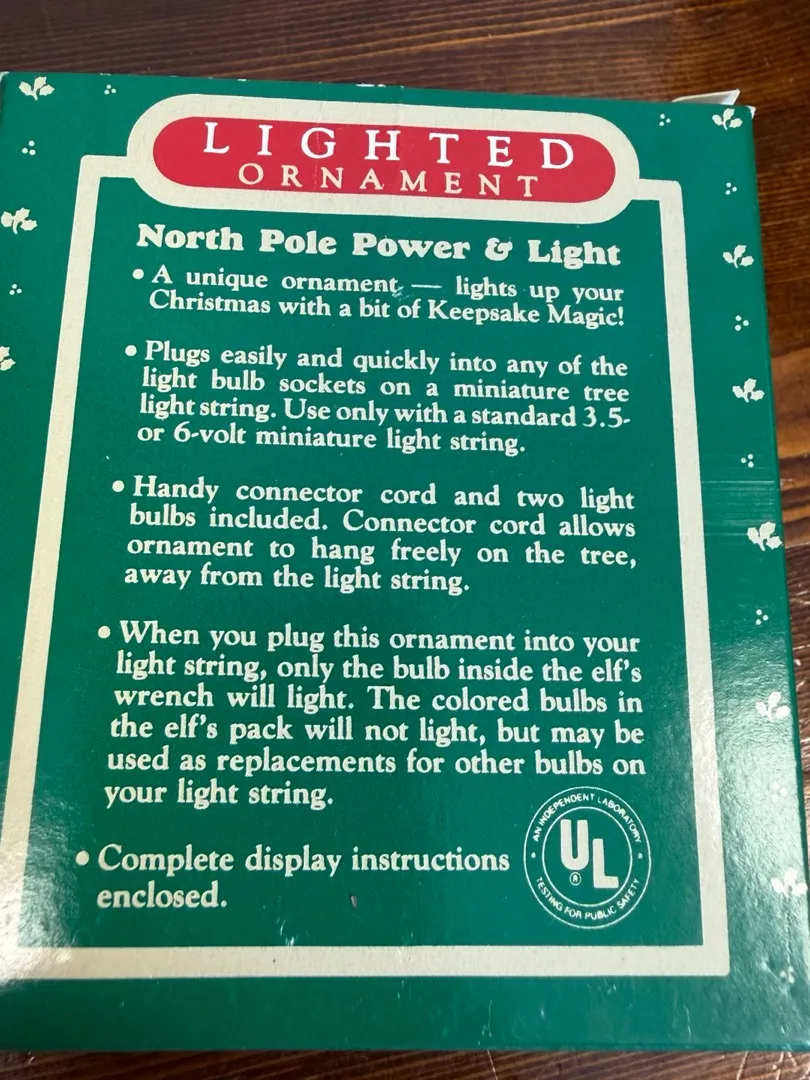 LIGHTED
ORNAMENT
North Pole Power & Light
• A unique ornament — lights up your
Christmas with a bit of Keepsake Magic!
• Plugs easily and quickly into any of the
light bulb sockets on a miniature tree
light string. Use only with a standard 3.5-
or 6-volt miniature light string.
• Handy connector cord and two light
bulbs included. Connector cord allows
ornament to hang freely on the tree,
away from the light string.
• When you plug this ornament into your
light string, only the bulb inside the elf's
wrench will light. The colored bulbs in
the elf's pack will not light, but may be
used as replacements for other bulbs on
your light string.
• Complete display instructions
enclosed.
AN INDEPENDENT LABORATORY
UL
®
TESTING FOR PUBLIC SAFETY